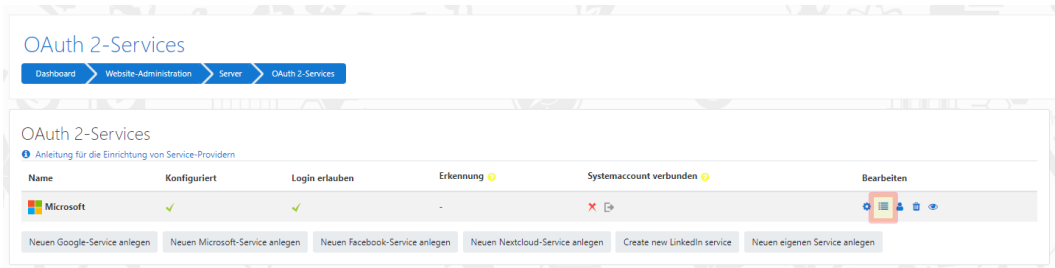 OAuth 2-Services
Dashboard Website-Administration Server OAuth 2-Services
OAuth 2-Services
Anleitung für die Einrichtung von Service-Providern
Name Konfiguriert Login erlauben Erkennung Systemaccount verbunden Bearbeiten
Microsoft -
Neuen Google-Service anlegen Neuen Microsoft-Service anlegen Neuen Facebook-Service anlegen Neuen Nextcloud-Service anlegen Create new LinkedIn service Neuen eigenen Service anlegen